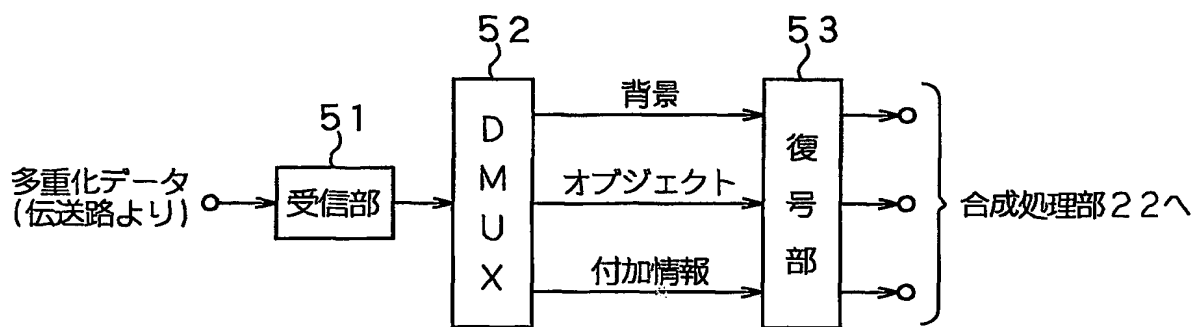 52
53
51
背景
多重化データ
(伝送路より)
受信部
DMUX
オブジェクト
復号部
合成処理部22へ
付加情報